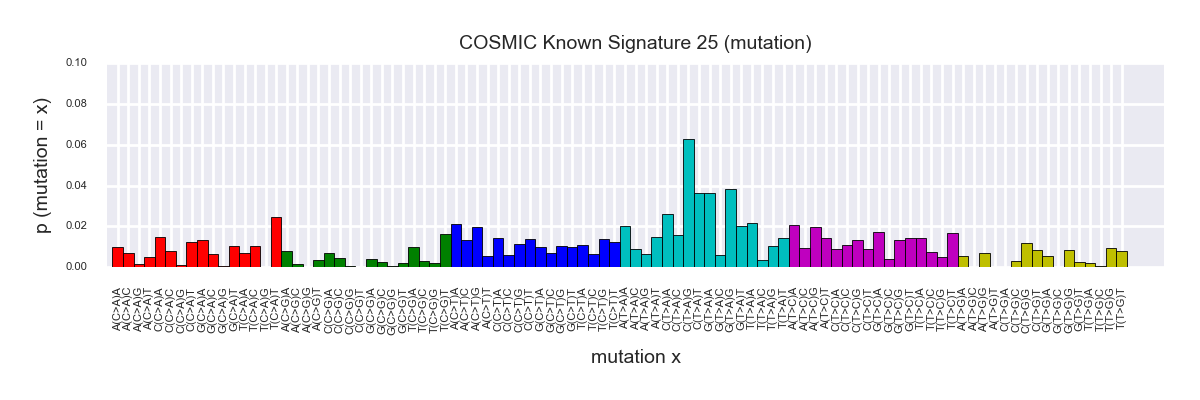 COSMIC Known Signature 25 (mutation)
p (mutation = x)
0.10
0.08
0.06
0.04
0.02
0.00
A(C>A)A
A(C>A)C
A(C>A)G
A(C>A)T
C(C>A)A
C(C>A)C
C(C>A)G
C(C>A)T
G(C>A)A
G(C>A)C
G(C>A)G
G(C>A)T
T(C>A)A
T(C>A)C
T(C>A)G
T(C>A)T
A(C>G)A
A(C>G)C
A(C>G)G
A(C>G)T
C(C>G)A
C(C>G)C
C(C>G)G
C(C>G)T
G(C>G)A
G(C>G)C
G(C>G)G
G(C>G)T
T(C>G)A
T(C>G)C
T(C>G)G
T(C>G)T
A(C>T)A
A(C>T)C
A(C>T)G
A(C>T)T
C(C>T)A
C(C>T)C
C(C>T)G
C(C>T)T
G(C>T)A
G(C>T)C
G(C>T)G
G(C>T)T
T(C>T)A
T(C>T)C
T(C>T)G
T(C>T)T
A(T>A)A
A(T>A)C
A(T>A)G
A(T>A)T
C(T>A)A
C(T>A)C
C(T>A)G
C(T>A)T
G(T>A)A
G(T>A)C
G(T>A)G
G(T>A)T
T(T>A)A
T(T>A)C
T(T>A)G
T(T>A)T
A(T>C)A
A(T>C)C
A(T>C)G
A(T>C)T
C(T>C)A
C(T>C)C
C(T>C)G
C(T>C)T
G(T>C)A
G(T>C)C
G(T>C)G
G(T>C)T
T(T>C)A
T(T>C)C
T(T>C)G
T(T>C)T
A(T>G)A
A(T>G)C
A(T>G)G
A(T>G)T
C(T>G)A
C(T>G)C
C(T>G)G
C(T>G)T
G(T>G)A
G(T>G)C
G(T>G)G
G(T>G)T
T(T>G)A
T(T>G)C
T(T>G)G
T(T>G)T
mutation x